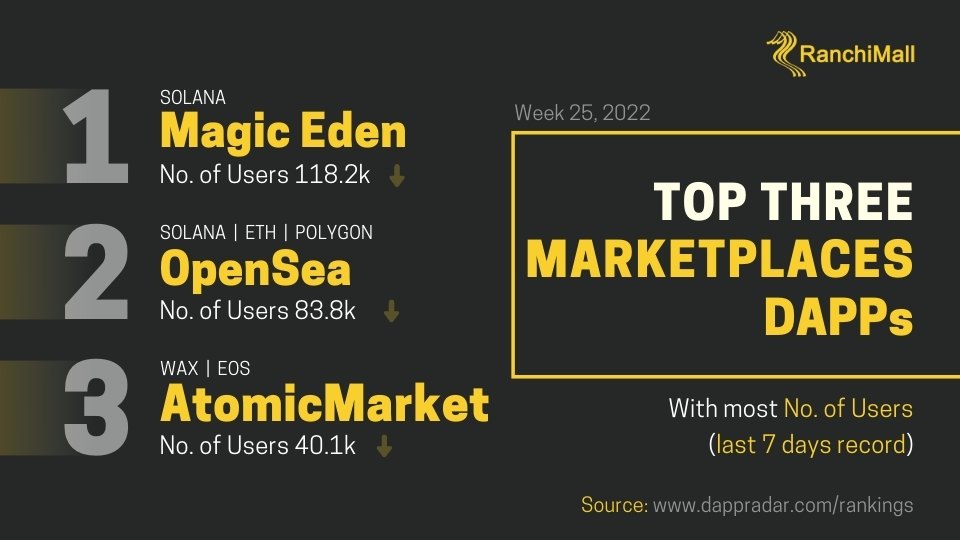 RanchiMall
1
SOLANA
Magic Eden
No. of Users 118.2k
2
SOLANA | ETH | POLYGON
OpenSea
No. of Users 83.8k
3
WAX | EOS
AtomicMarket
No. of Users 40.1k
Week 25, 2022
TOP THREE
MARKETPLACES
DAPPs
With most No. of Users
(last 7 days record)
Source: www.dappradar.com/rankings